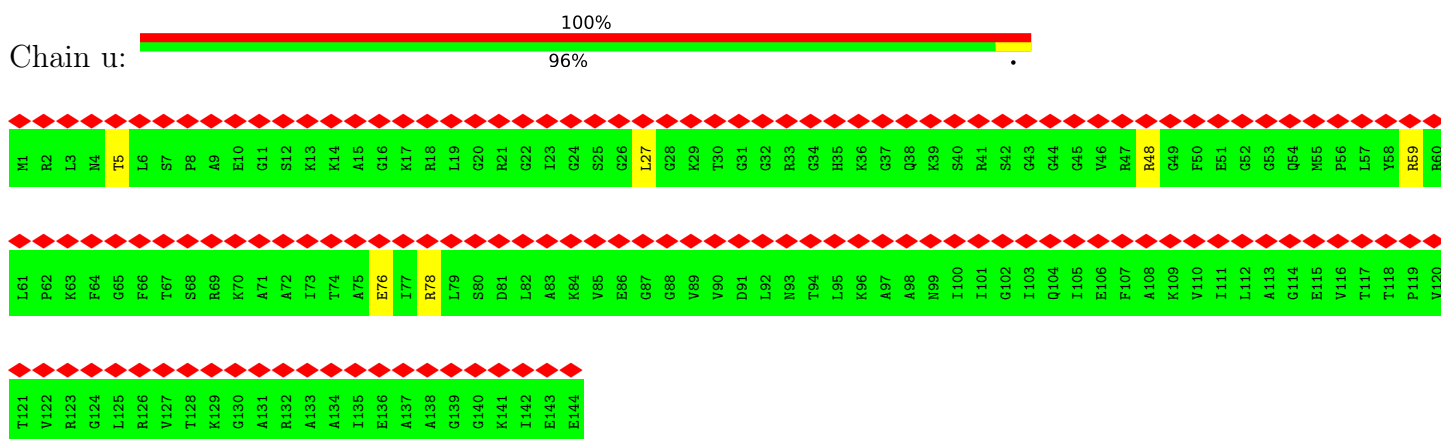 100%
Chain u:
96% .
M1 R2 L3 N4 T5 L6 S7 P8 A9 E10 G11 S12 K13 K14 A15 G16 K17 R18 L19 G20 R21 G22 I23 G24 S25 G26 L27 G28 K29 T30 G31 G32 R33 G34 H35 K36 G37 Q38 K39 S40 R41 S42 G43 G44 G45 V46 R47 R48 G49 F50 E51 G52 G53 Q54 M55 P56 L57 Y58 R59 R60
L61 P62 K63 F64 G65 F66 T67 S68 R69 K70 A71 A72 I73 T74 A75 E76 I77 R78 L79 S80 D81 L82 A83 K84 V85 E86 G87 G88 V89 V90 D91 L92 N93 T94 L95 K96 A97 A98 N99 I100 I101 G102 I103 Q104 I105 E106 F107 A108 K109 V110 I111 L112 A113 G114 E115 V116 T117 T118 P119 V120
T121 V122 R123 G124 L125 R126 V127 T128 K129 G130 A131 R132 A133 A134 I135 E136 A137 A138 G139 G140 K141 I142 E143 E144